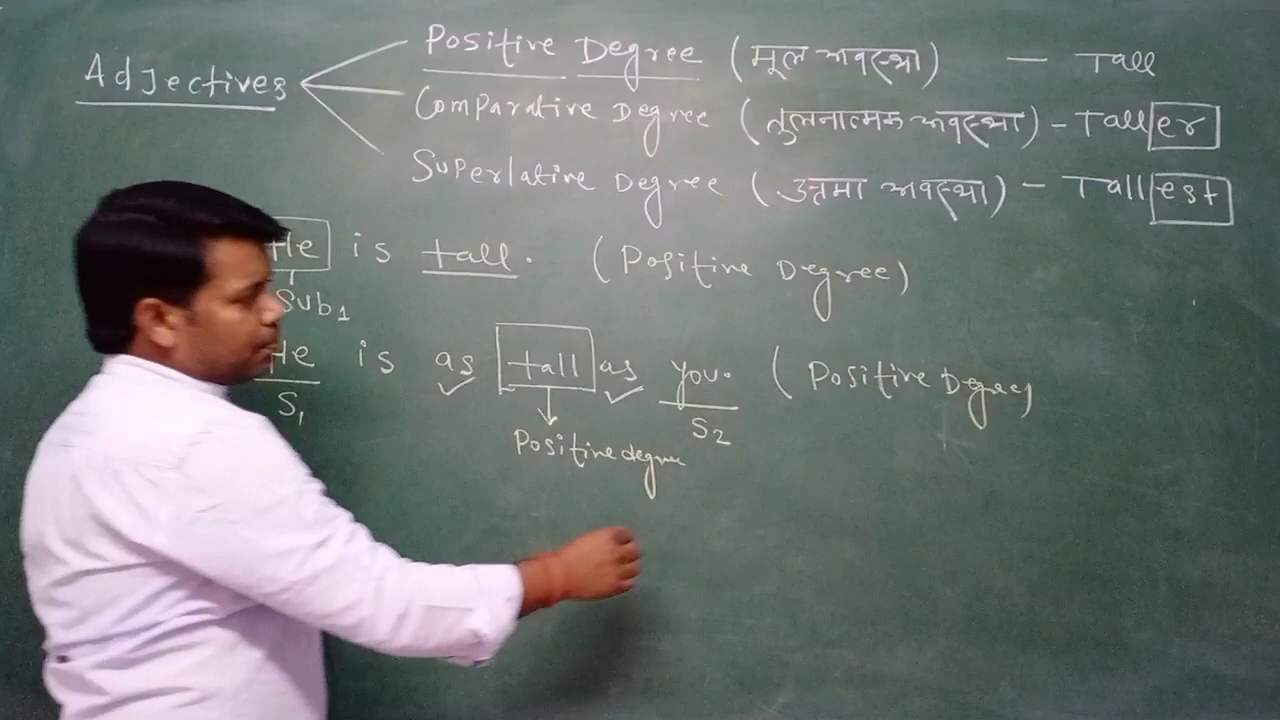 Adjectives
Positive Degree (मूल अवस्था) — Tall
Comparative Degree (तुलनात्मक अवस्था) - Taller
Superlative Degree (उत्तमा अवस्था) - Tallest
He is tall. (Positive Degree)
Sub1
He is as tall as you. (Positive Degree)
S1 S2
Positive degree